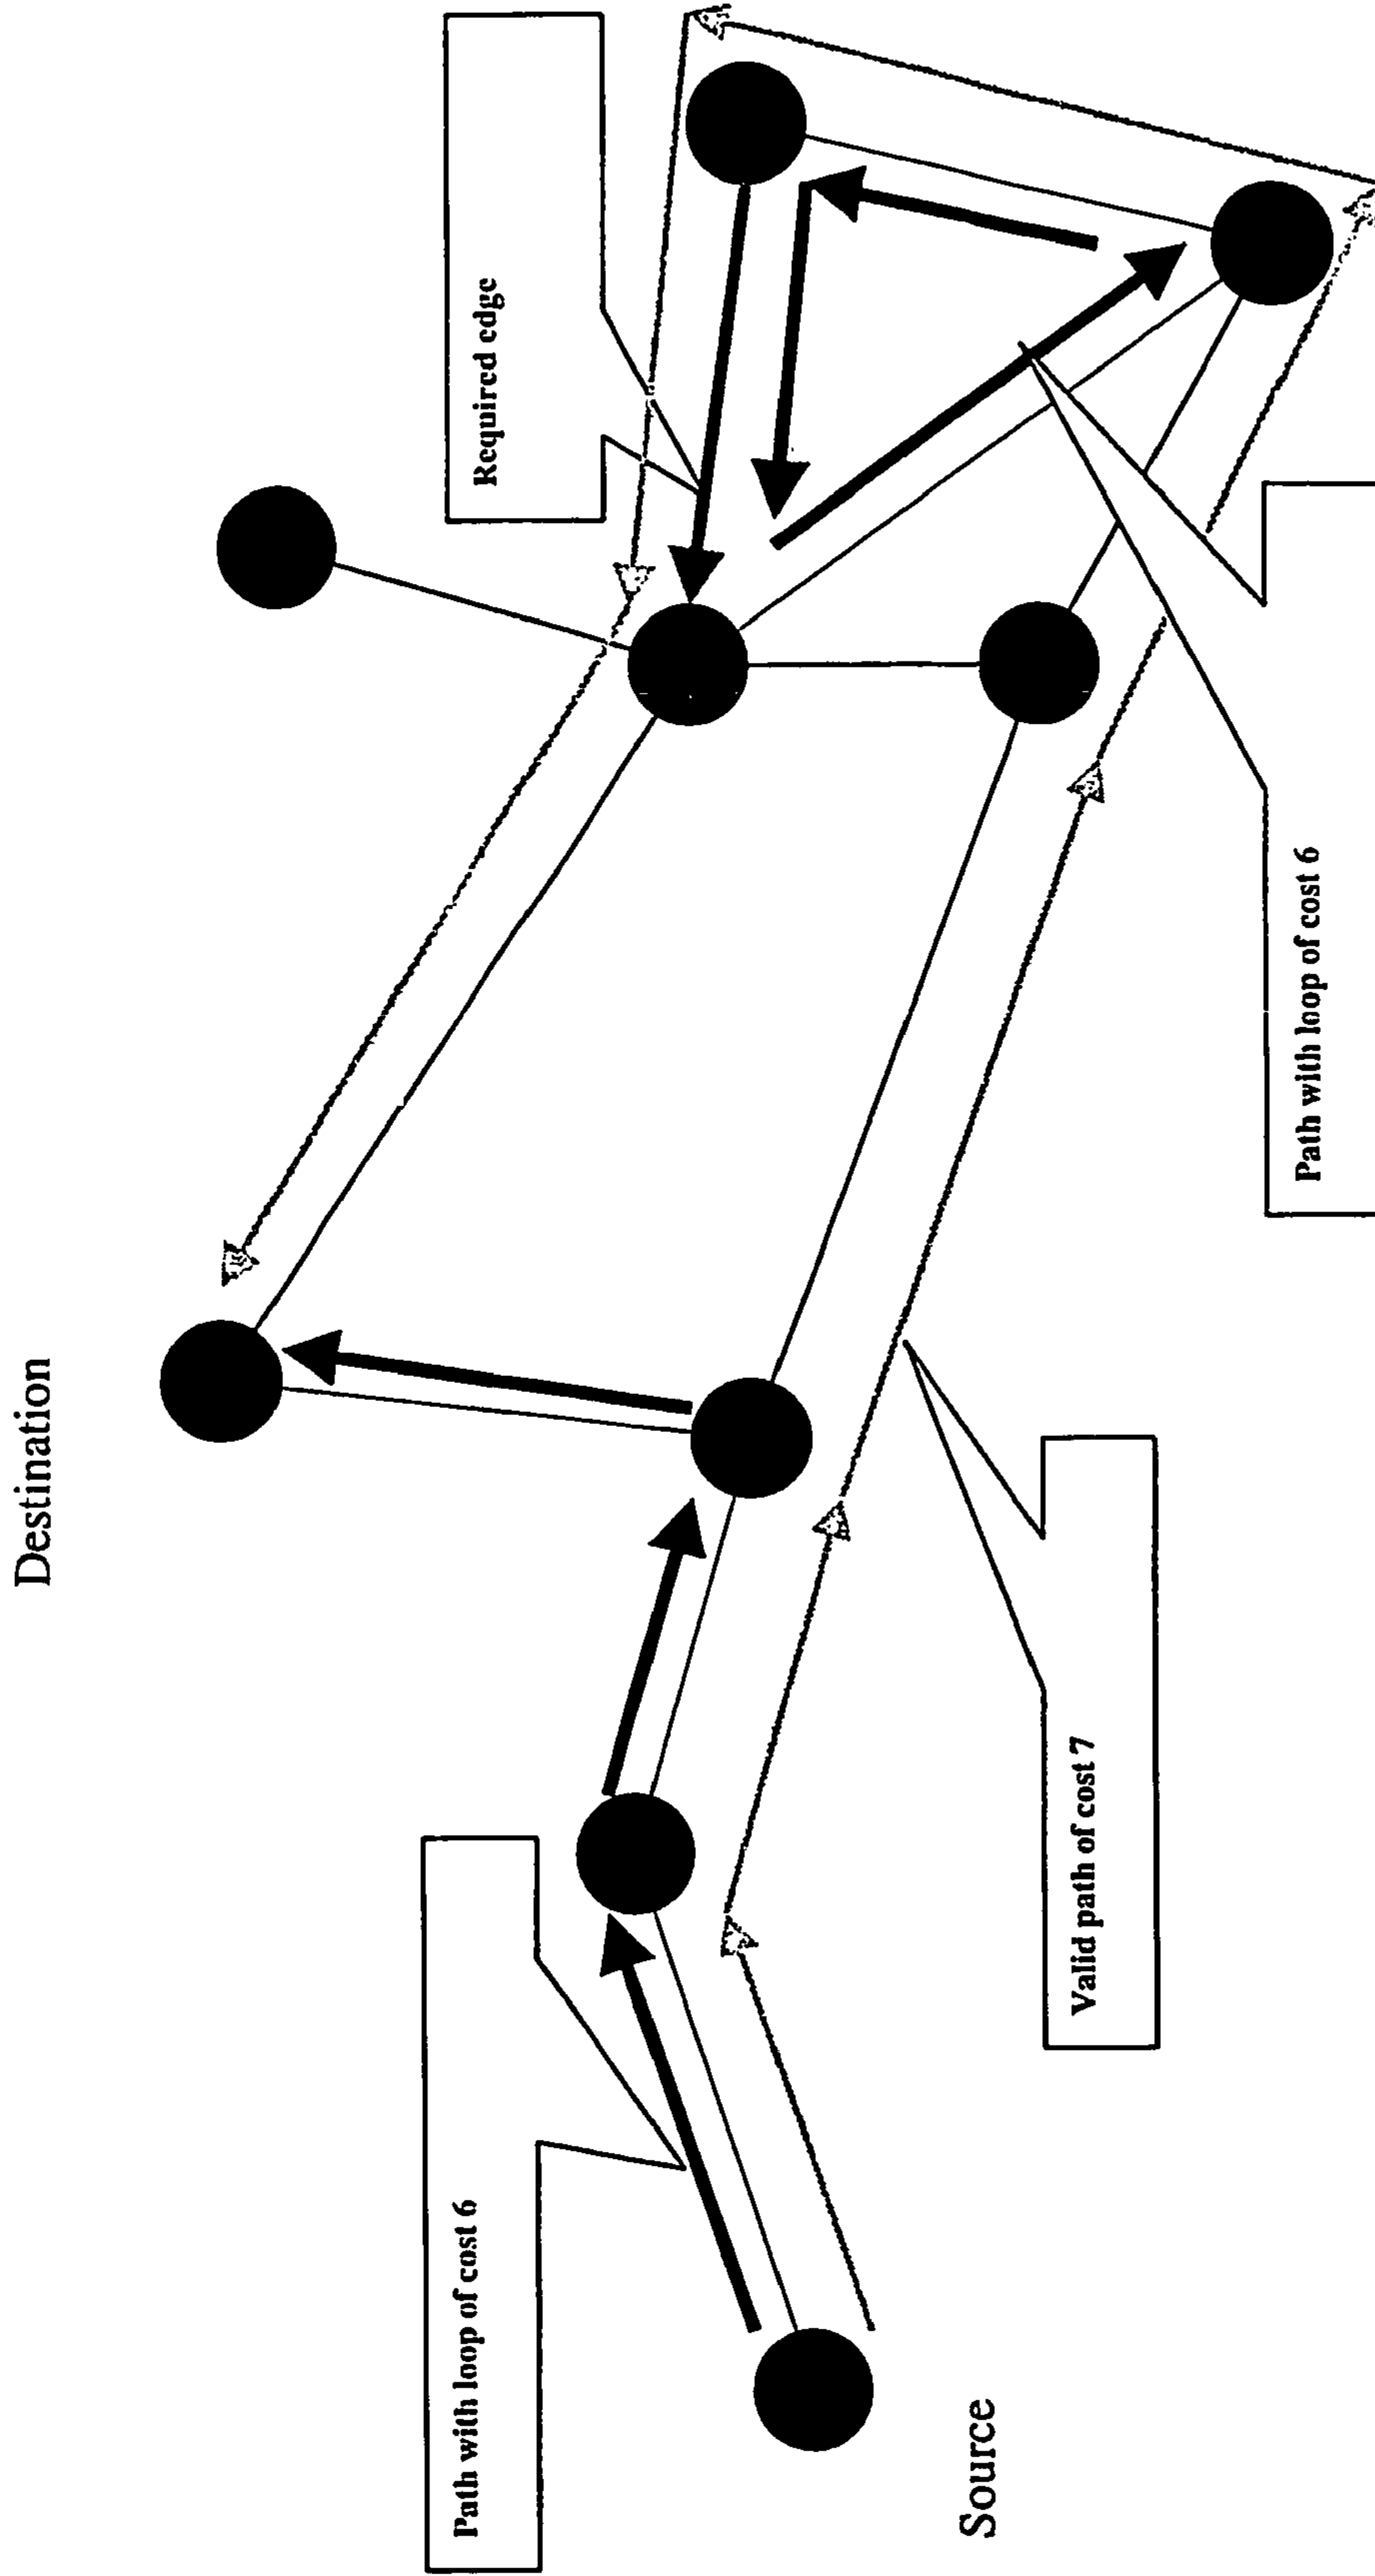 Destination
Required edge
Path with loop of cost 6
Source
Valid path of cost 7
Path with loop of cost 6